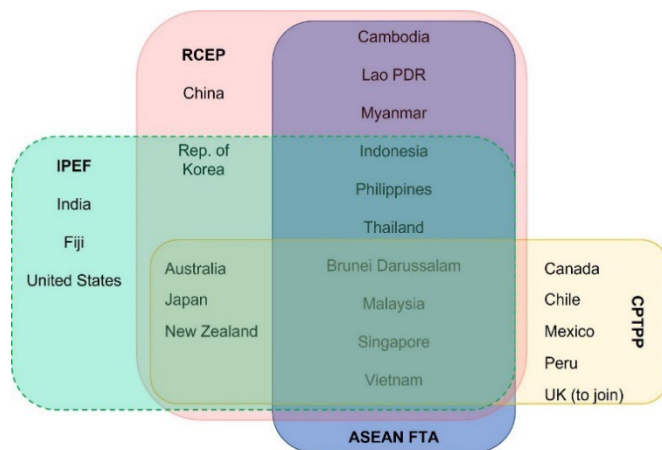 RCEP
China
Rep. of
Korea
Cambodia
Lao PDR
Myanmar
Indonesia
Philippines
Thailand
IPEF
India
Fiji
United States
Australia
Japan
New Zealand
Brunei Darussalam
Malaysia
Singapore
Vietnam
Canada
Chile
Mexico
Peru
UK (to join)
CPTPP
ASEAN FTA